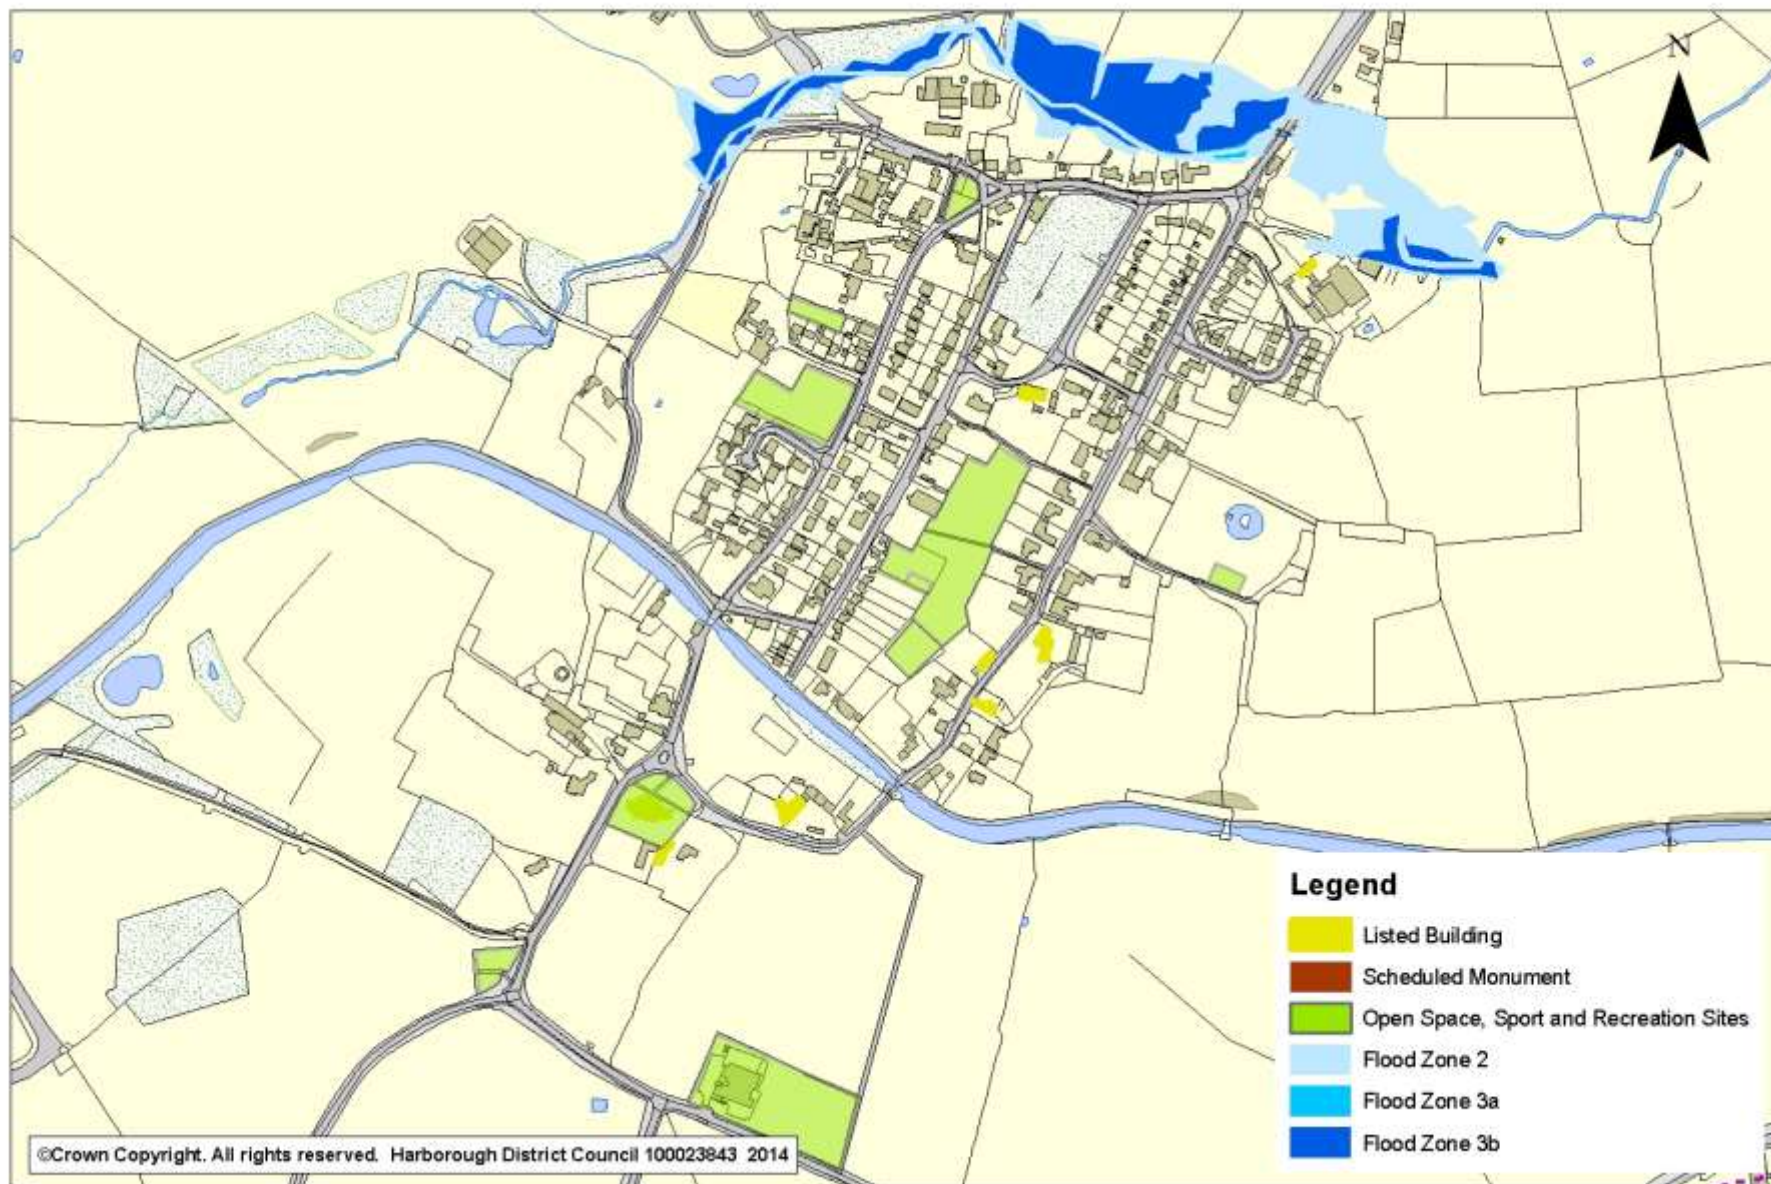 N
Legend
Listed Building
Scheduled Monument
Open Space, Sport and Recreation Sites
Flood Zone 2
Flood Zone 3a
Flood Zone 3b
©Crown Copyright. All rights reserved. Harborough District Council 100023843 2014